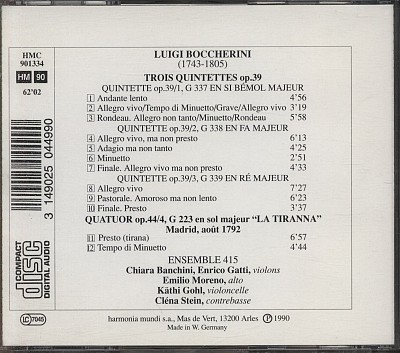 HMC
901334
HM 90
62'02
LUIGI BOCCHERINI
(1743-1805)
TROIS QUINTETTES op.39
QUINTETTE op.39/1, G 337 EN SI BÉMOL MAJEUR
1 Andante lento 4'56
2 Allegro vivo/Tempo di Minuetto/Grave/Allegro vivo 3'19
3 Rondeau. Allegro non tanto/Minuetto/Rondeau 5'58
QUINTETTE op.39/2, G 338 EN FA MAJEUR
4 Allegro vivo, ma non presto 6'13
5 Adagio ma non tanto 4'25
6 Minuetto 2'51
7 Finale. Allegro vivo ma non presto 4'33
QUINTETTE op.39/3, G 339 EN RÉ MAJEUR
8 Allegro vivo 7'27
9 Pastorale. Amoroso ma non lento 7'23
10 Finale. Presto 3'37
QUATUOR op.44/4, G 223 en sol majeur "LA TIRANNA"
Madrid, août 1792
11 Presto (tirana) 6'57
12 Tempo di Minuetto 4'44
ENSEMBLE 415
Chiara Banchini, Enrico Gatti, violons
Emilio Moreno, alto
Käthi Gohl, violoncelle
Cléna Stein, contrebasse
harmonia mundi s.a., Mas de Vert, 13200 Arles ℗ 1990
Made in W. Germany
3 149025 044990
COMPACT
disc
DIGITAL AUDIO
LC 7045